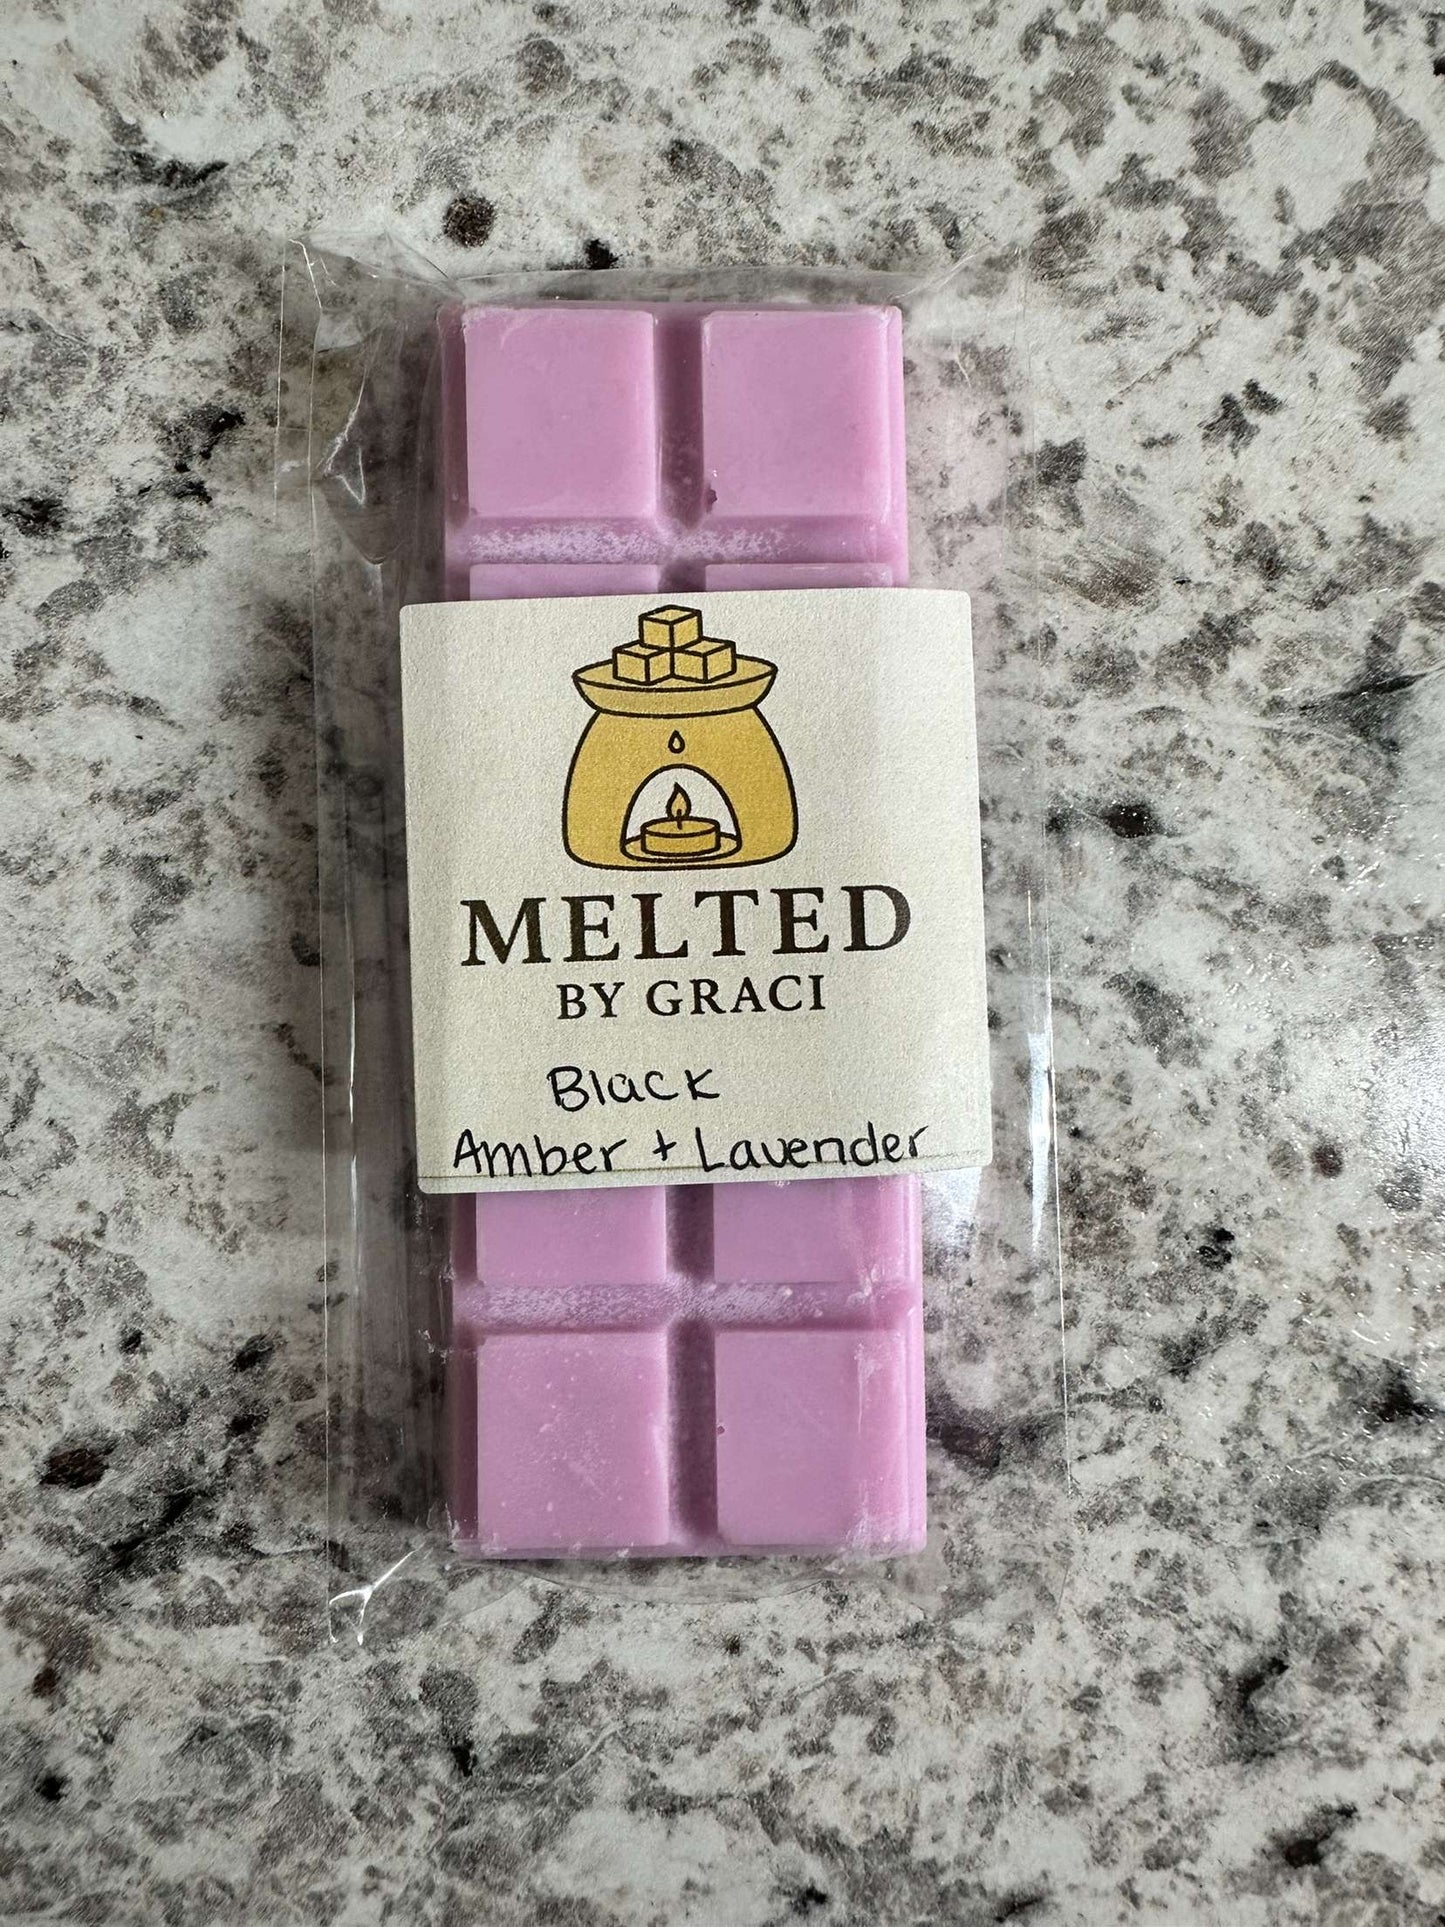 MELTED
BY GRACI
Black
Amber + Lavender